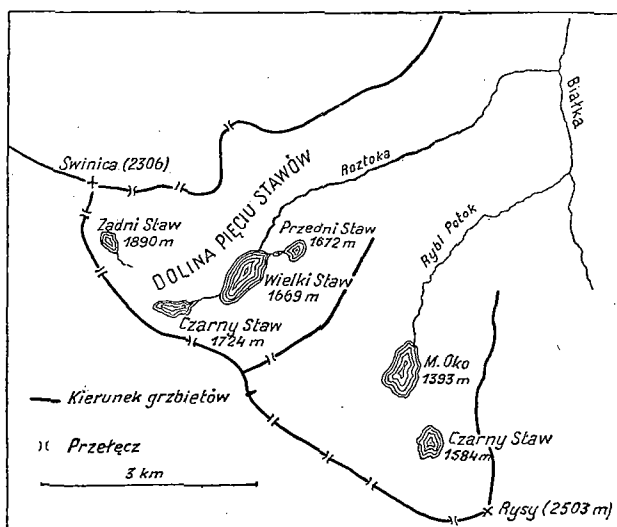 Swinica (2306)
Zadni Staw
1890 m
DOLINA PIĘCIU STAWÓW
Roztoka
Białka
Rybi Potok
Przedni Staw
1672 m
Wielki Staw
1669 m
Czarny Staw
1724 m
M. Oko
1393 m
Czarny Staw
1584 m
Rysy (2503 m)
Kierunek grzbietów
Przełęcz
3 km